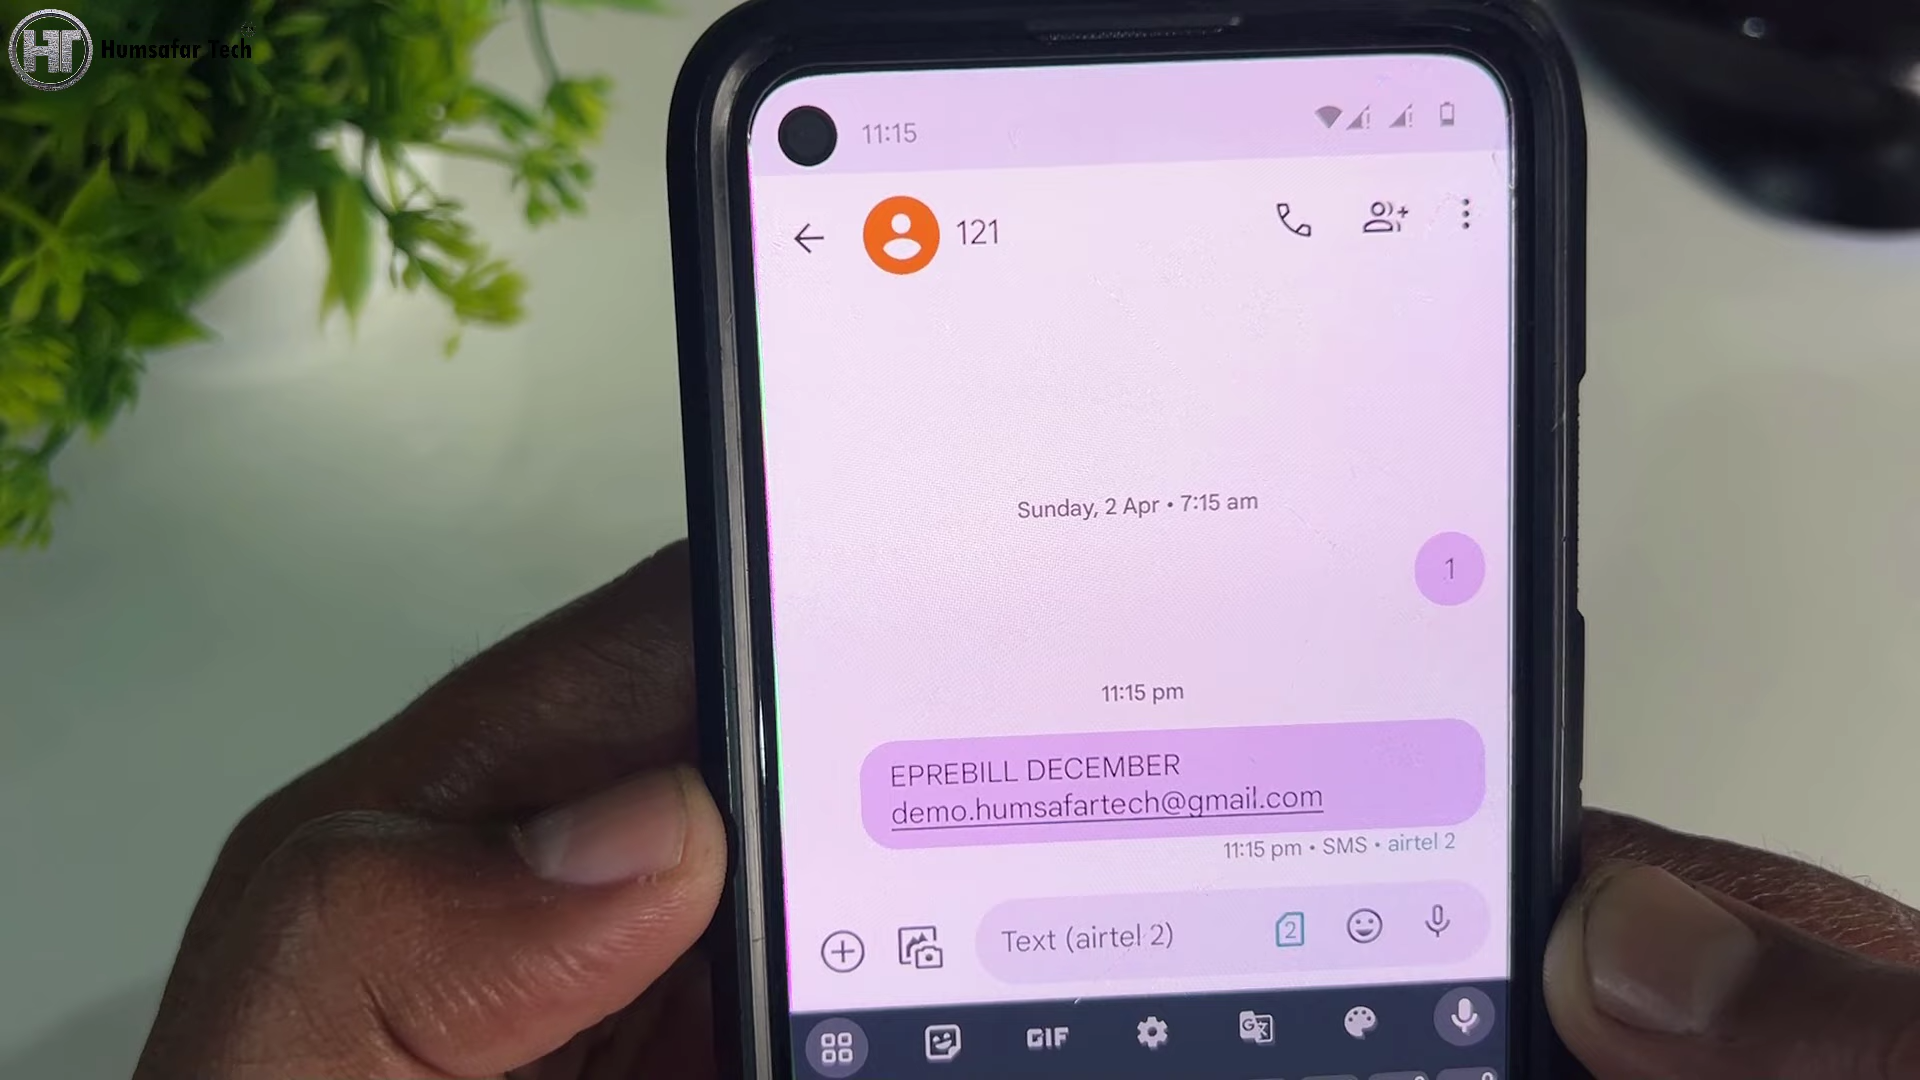 HT Humsafar Tech
11:15
121
Sunday, 2 Apr • 7:15 am
1
11:15 pm
EPREBILL DECEMBER
demo.humsafartech@gmail.com
11:15 pm • SMS • airtel 2
Text (airtel 2)
2
GIF